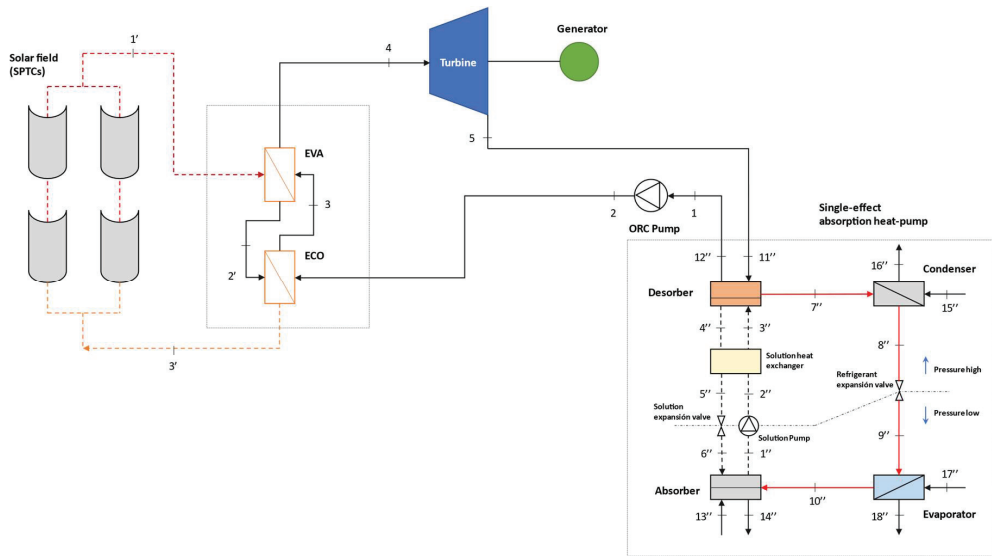 1’
Solar field
(SPTCs)
4
Turbine
Generator
5
EVA
3
2
1
ORC Pump
ECO
2’
3’
Single-effect
absorption heat-pump
12’’
11’’
16’’
Condenser
Desorber
7’’
15’’
4’’
3’’
8’’
Solution heat
exchanger
Refrigerant
expansión valve
Pressure high
5’’
2’’
Solution
expansión valve
Pressure low
Solution Pump
9’’
6’’
1’’
17’’
Absorber
10’’
Evaporator
13’’
14’’
18’’